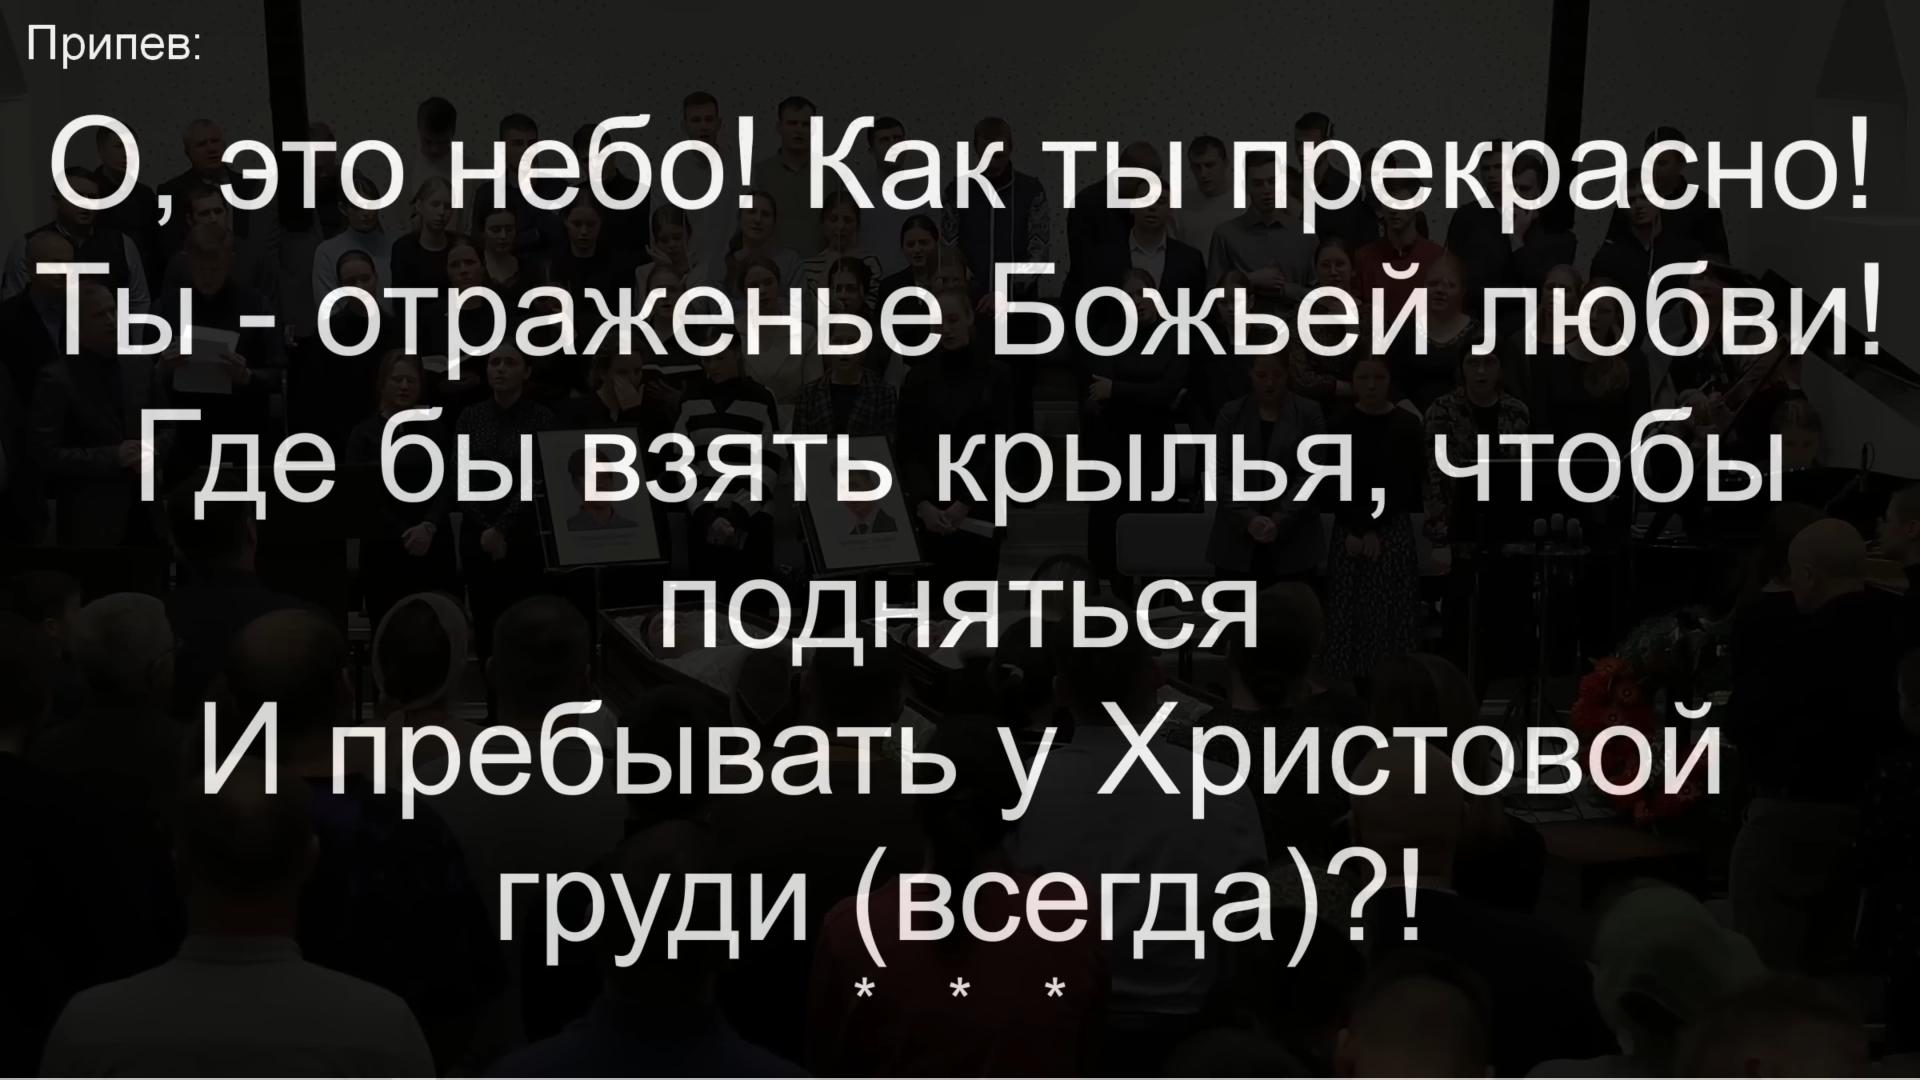 Припев:
О, это небо! Как ты прекрасно!
Ты - отраженье Божьей любви!
Где бы взять крылья, чтобы
подняться
И пребывать у Христовой
груди (всегда)?!
* * *